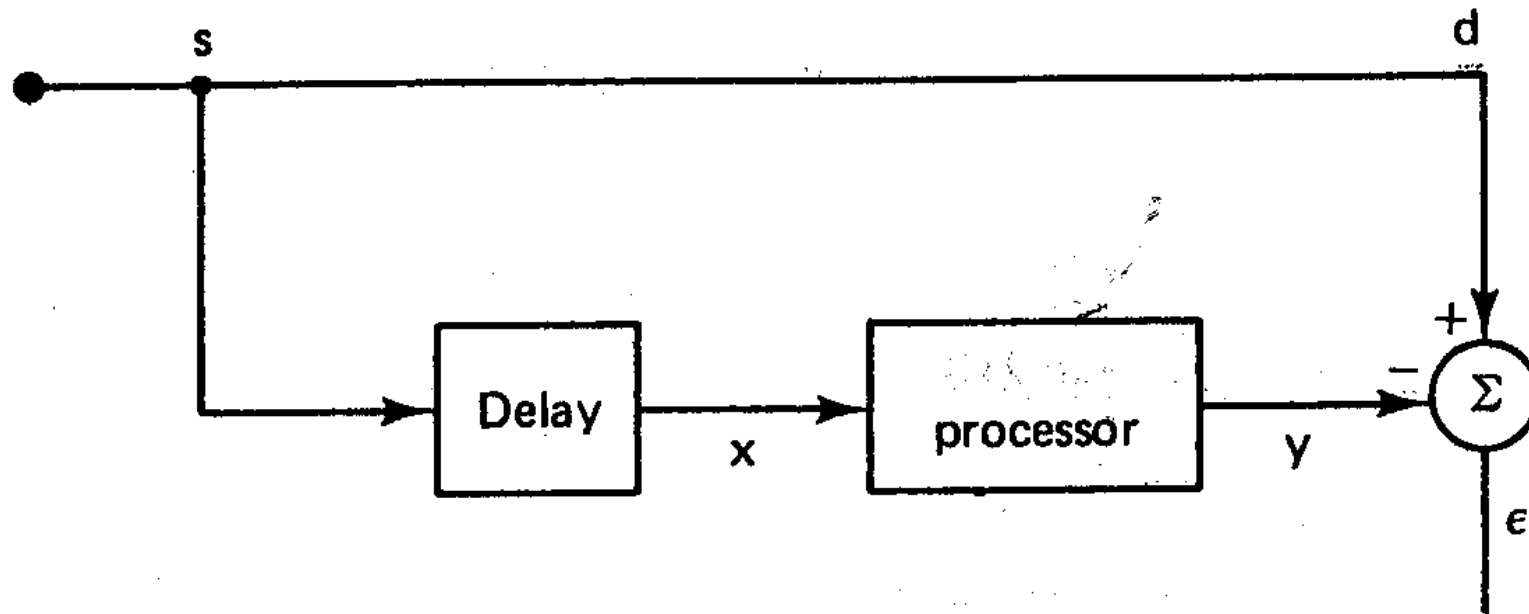 s
d
+
-
Σ
Delay
x
processor
y
ϵ